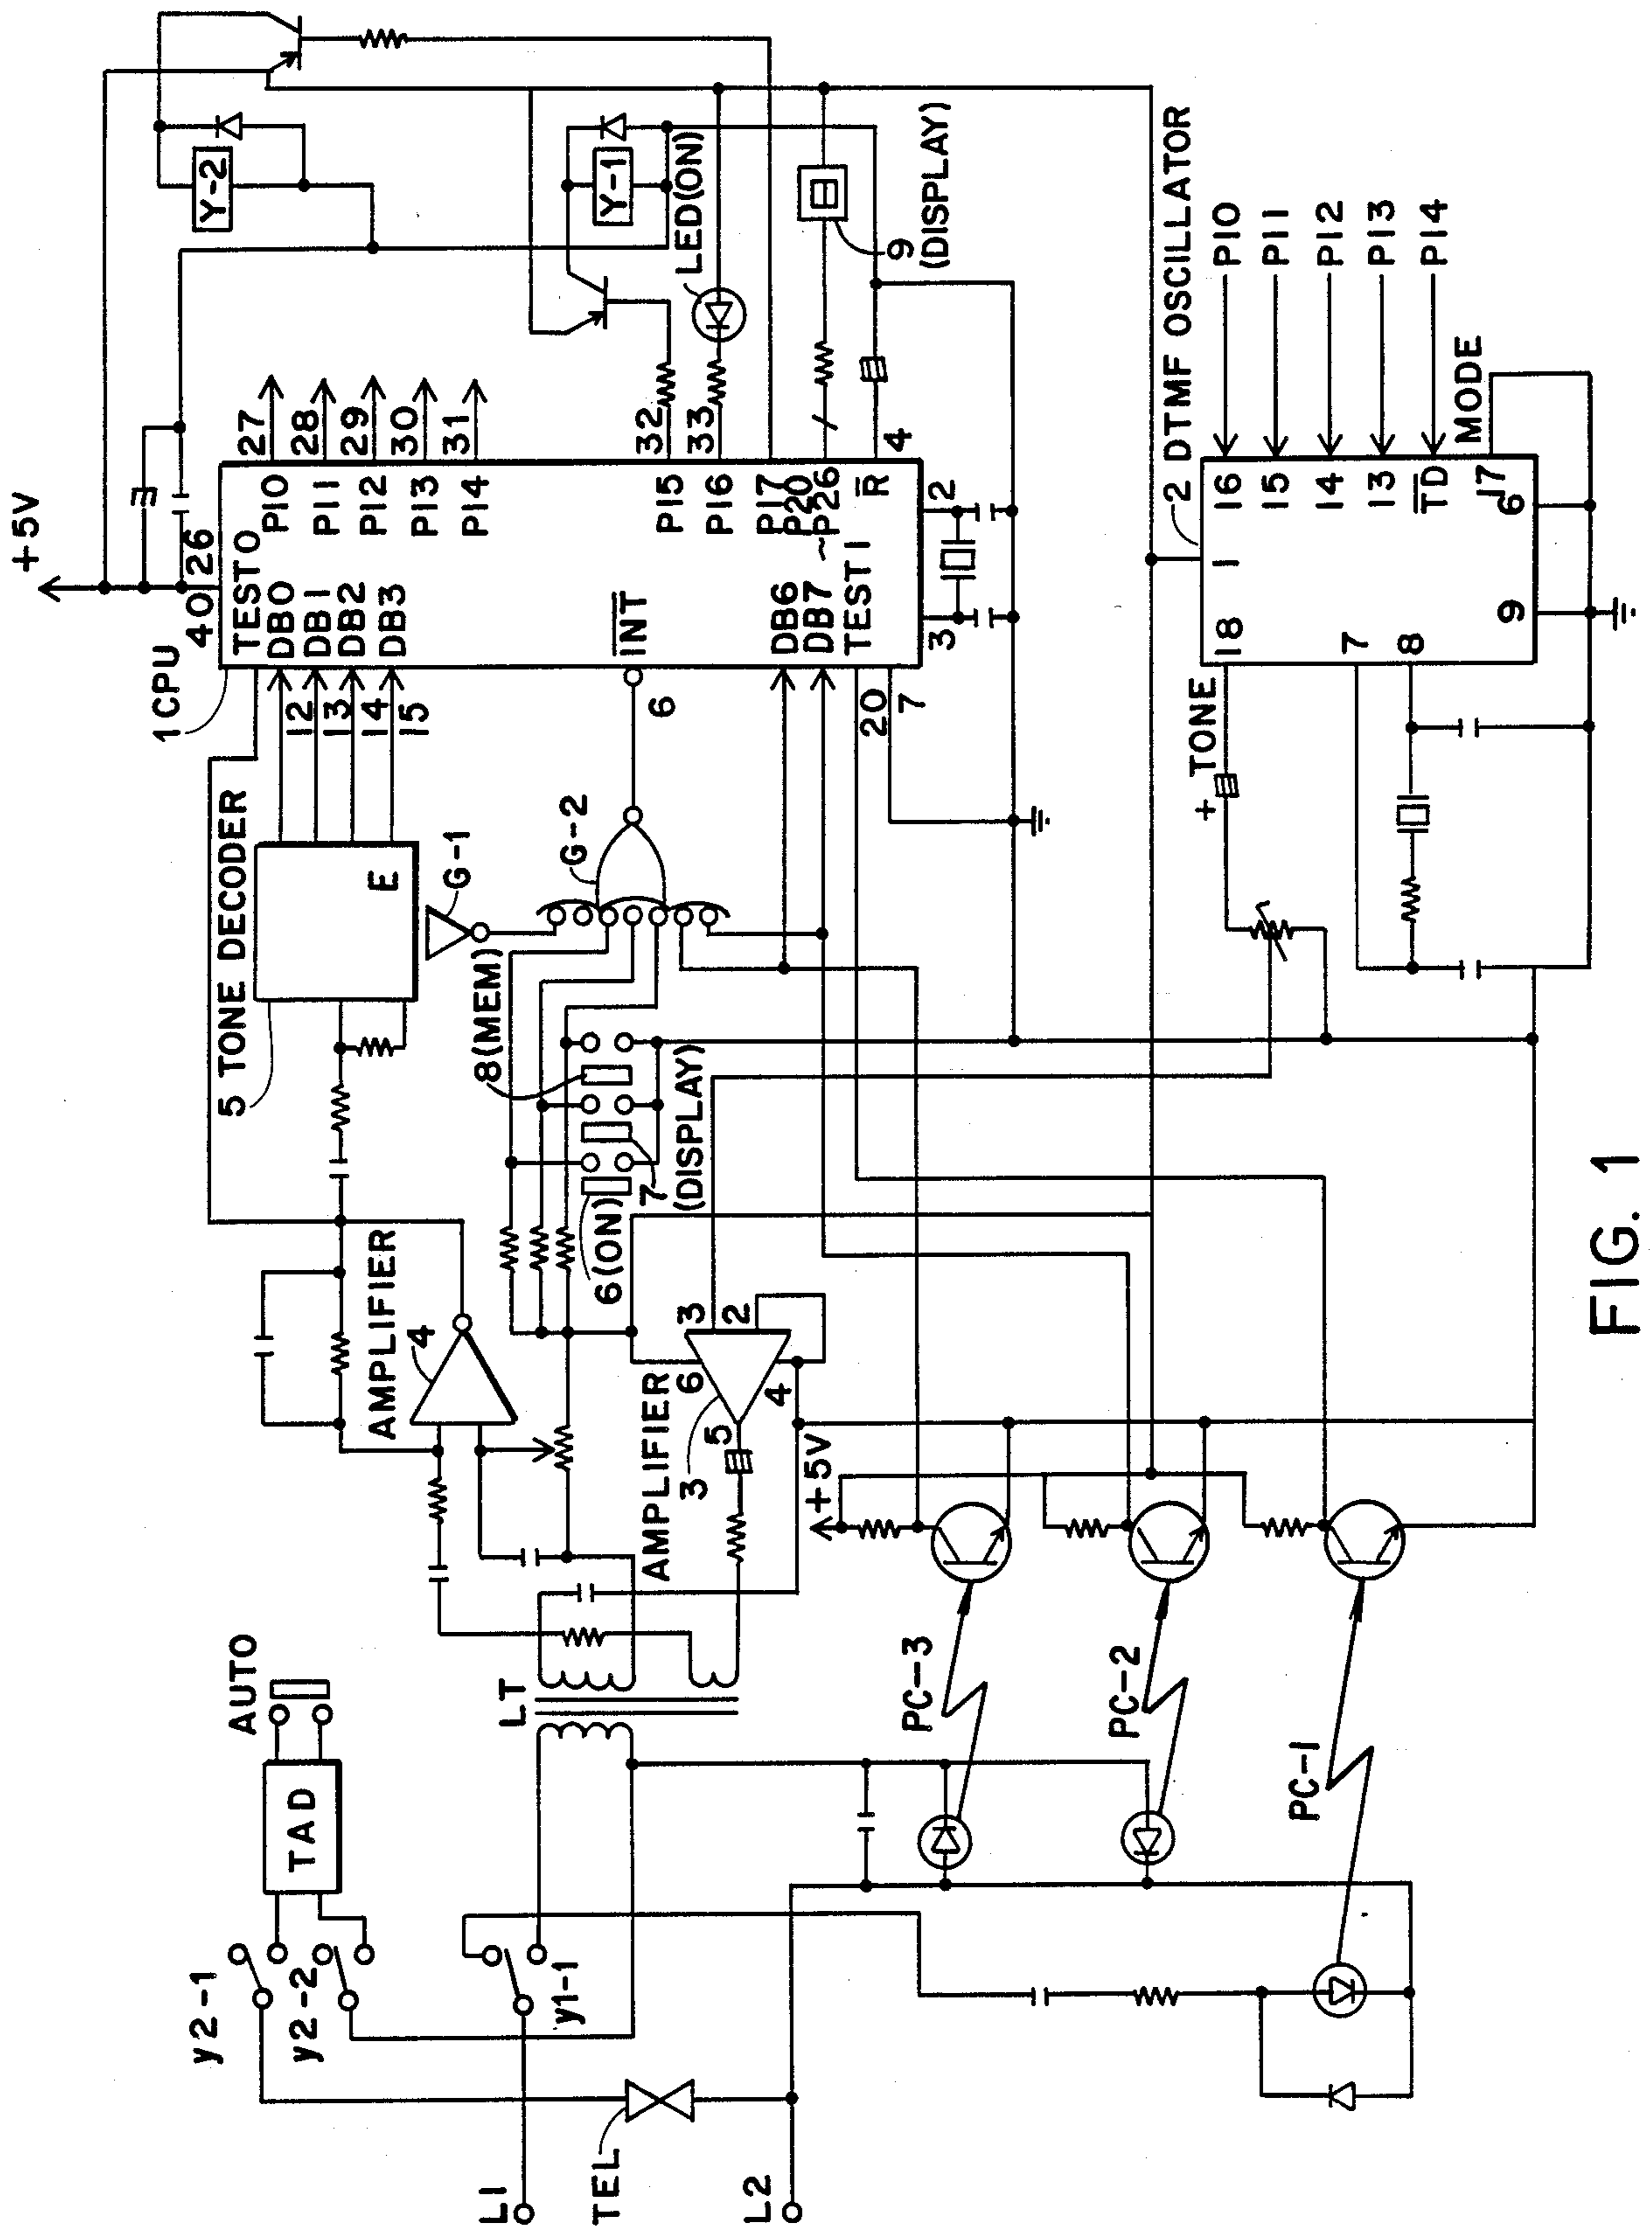 +5V
1 CPU
40 26
TEST0
DB0
DB1
DB2
DB3
12
13
14
15
P10 27
P11 28
P12 29
P13 30
P14 31
P15 32
P16 33
P17
P20
~P26
R̅ 4
I̅N̅T̅
6
DB6
DB7
TEST1
20
7
3
2
Y-2
Y-1
LED(ON)
9
(DISPLAY)
5 TONE DECODER
E
G-1
G-2
8(MEM)
7
(DISPLAY)
6(ON)
AMPLIFIER
4
AMPLIFIER
3
3
2
6
4
5
+5V
2 DTMF OSCILLATOR
1
16
15
14
13
T̅D̅
17
6
9
18
7
8
P10
P11
P12
P13
P14
MODE
+ TONE
AUTO
TAD
LT
y2-1
y2-2
y1-1
L1
TEL
L2
PC-3
PC-2
PC-1
FIG. 1